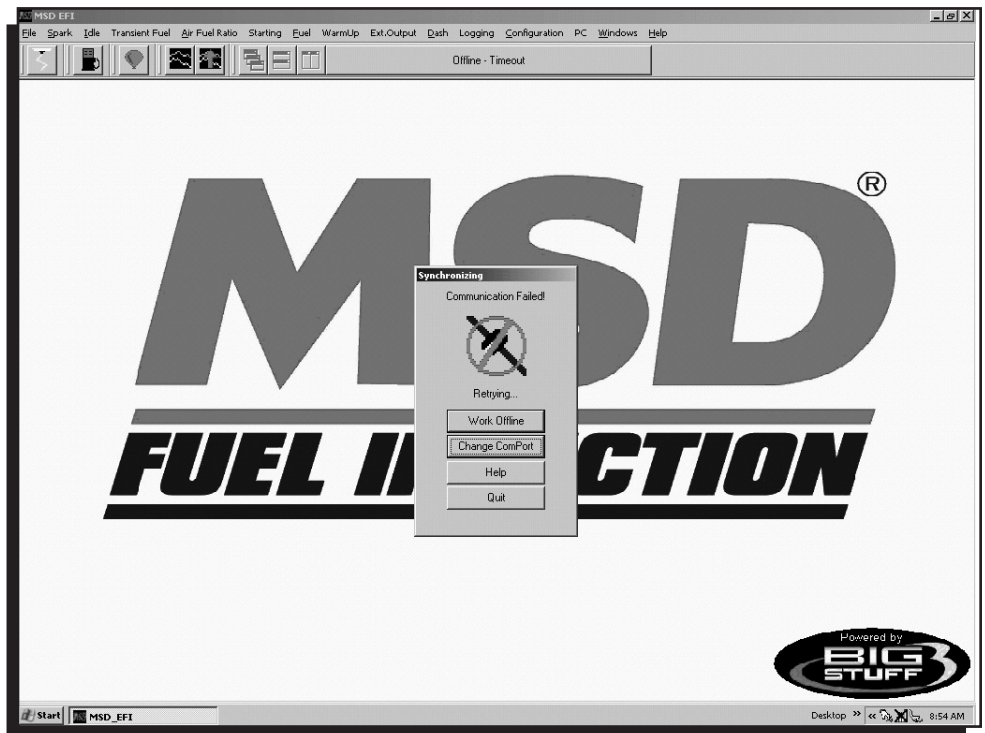 MSD EFI
File Spark Idle Transient Fuel Air Fuel Ratio Starting Fuel WarmUp Ext.Output Dash Logging Configuration PC Windows Help
Offline - Timeout
MSD®
Synchronizing
Communication Failed!
Retrying...
Work Offline
Change ComPort
Help
Quit
FUEL IN CTION
Powered by
BIG
STUFF 3
Start MSD_EFI Desktop » « 8:54 AM